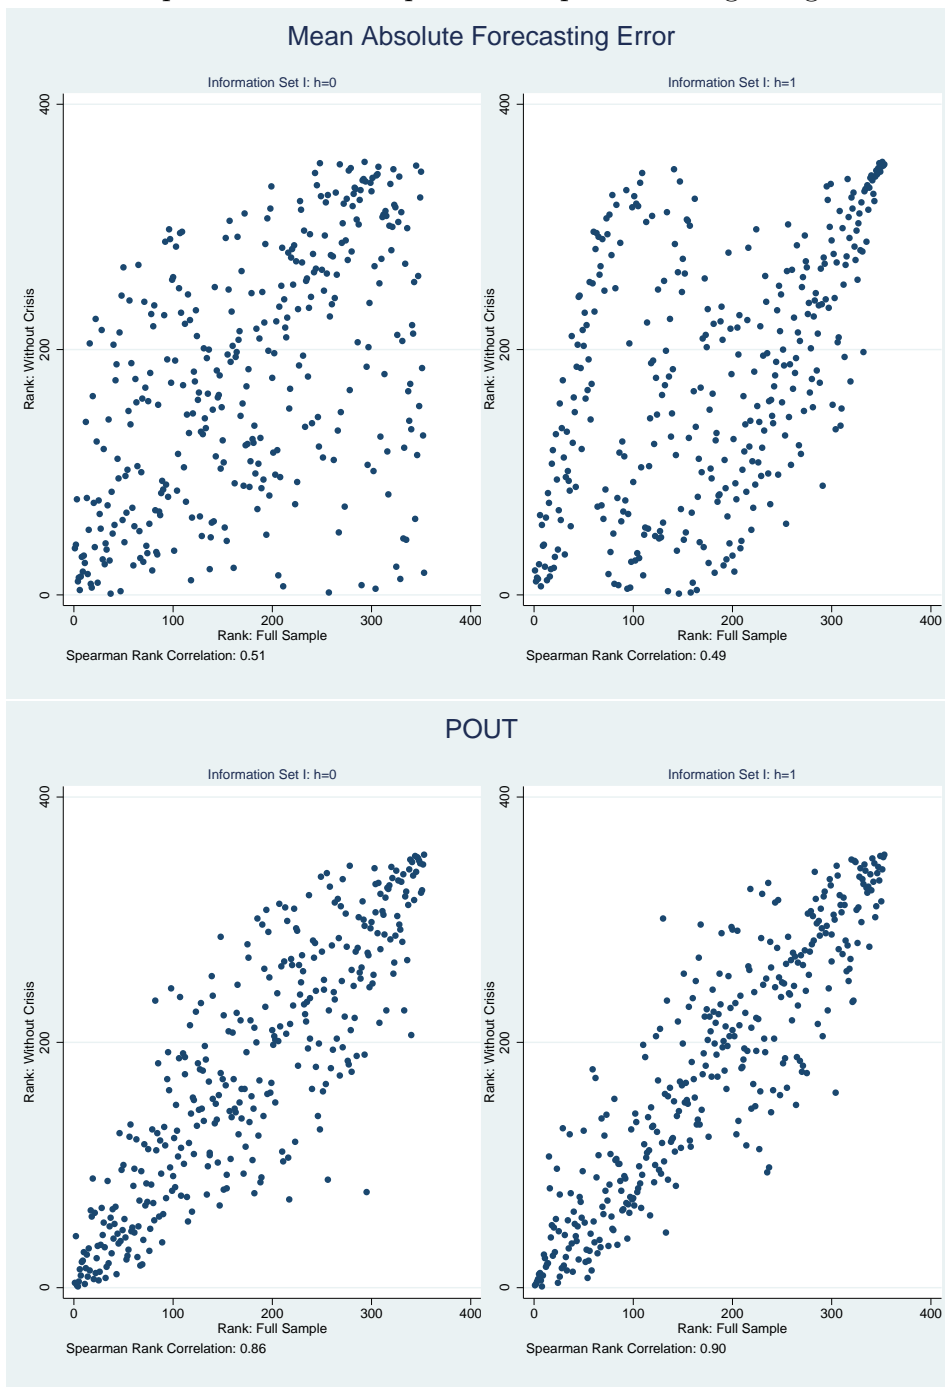 Mean Absolute Forecasting Error
Information Set I: h=0
Information Set I: h=1
Rank: Without Crisis
400
200
0
0 100 200 300 400
Rank: Full Sample
Spearman Rank Correlation: 0.51
Rank: Without Crisis
400
200
0
0 100 200 300 400
Rank: Full Sample
Spearman Rank Correlation: 0.49
POUT
Information Set I: h=0
Information Set I: h=1
Rank: Without Crisis
400
200
0
0 100 200 300 400
Rank: Full Sample
Spearman Rank Correlation: 0.86
Rank: Without Crisis
400
200
0
0 100 200 300 400
Rank: Full Sample
Spearman Rank Correlation: 0.90